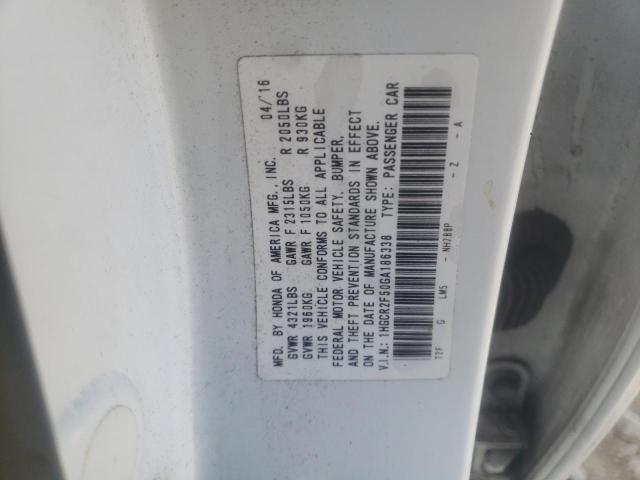 MFD. BY HONDA OF AMERICA MFG., INC. 04/16
GVWR 4321LBS GAWR F 2315LBS R 2050LBS
GVWR 1960KG. GAWR F 1050KG R 930KG
THIS VEHICLE CONFORMS TO ALL APPLICABLE
FEDERAL MOTOR VEHICLE SAFETY, BUMPER,
AND THEFT PREVENTION STANDARDS IN EFFECT
ON THE DATE OF MANUFACTURE SHOWN ABOVE.
V.I.N.: 1HGCR2F50GA186338 TYPE: PASSENGER CAR
T2F G LM5 - NH788P - Z - A